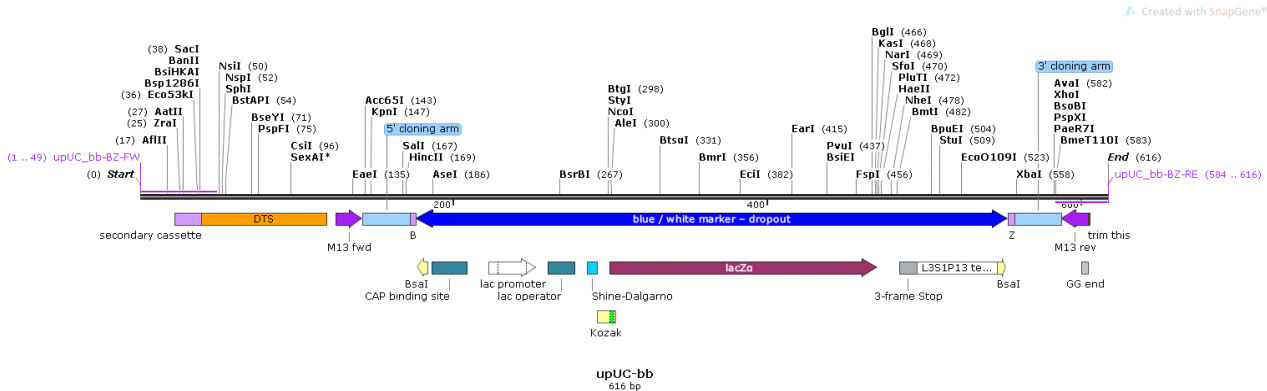 Created with SnapGene®
(38) SacI
BanII
BsiHKAI
Bsp1286I
(36) Eco53kI
(27) AatII
(25) ZraI
(17) AflII
(1 .. 49) upUC_bb-BZ-FW
(0) Start
NsiI (50)
NspI (52)
SphI
BstAPI (54)
BseYI (71)
PspFI (75)
CsiI (96)
SexAI*
Acc65I (143)
KpnI (147)
5' cloning arm
SalI (167)
HincII (169)
EaeI (135)
AseI (186)
BsrBI (267)
BtgI (298)
StyI
NcoI
AleI (300)
BtsαI (331)
BmrI (356)
EciI (382)
EarI (415)
PvuI (437)
BsiEI
FspI (456)
BglI (466)
KasI (468)
NarI (469)
SfoI (470)
PluTI (472)
HaeII
NheI (478)
BmtI (482)
BpuEI (504)
StuI (509)
EcoO109I (523)
XbaI (558)
3' cloning arm
AvaI (582)
XhoI
BsoBI
PspXI
PaeR7I
BmeT110I (583)
End (616)
upUC_bb-BZ-RE (584 .. 616)
200
400
600
secondary cassette
DTS
M13 fwd
B
blue / white marker – dropout
Z
M13 rev
trim this
BsaI
CAP binding site
lac promoter
lac operator
Shine-Dalgarno
Kozak
lacZα
3-frame Stop
L3S1P13 te...
BsaI
GG end
upUC-bb
616 bp